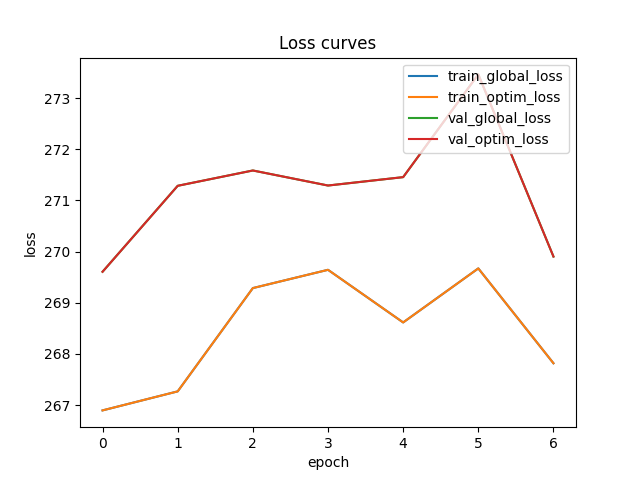 Loss curves
train_global_loss
train_optim_loss
val_global_loss
val_optim_loss
273
272
271
270
269
268
267
loss
0 1 2 3 4 5 6
epoch